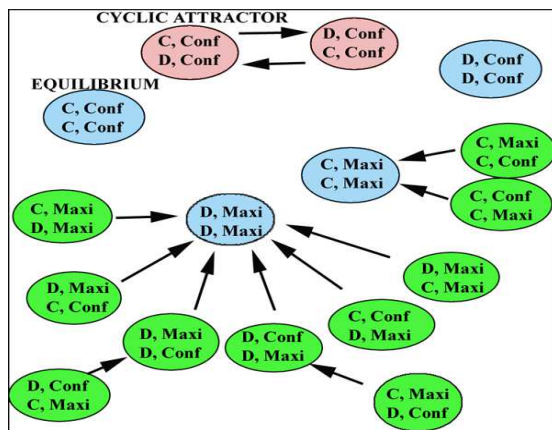 CYCLIC ATTRACTOR
C, Conf
D, Conf
D, Conf
C, Conf
D, Conf
D, Conf
EQUILIBRIUM
C, Conf
C, Conf
C, Maxi
C, Conf
C, Maxi
C, Maxi
C, Conf
C, Maxi
C, Maxi
D, Maxi
D, Maxi
D, Maxi
D, Maxi
C, Maxi
D, Maxi
C, Conf
C, Conf
D, Maxi
D, Maxi
D, Conf
D, Conf
D, Maxi
D, Conf
C, Maxi
C, Maxi
D, Conf